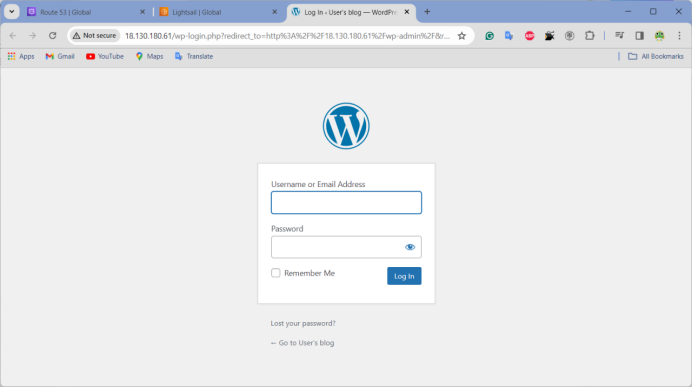 Route 53 | Global
Lightsail | Global
Log In ‹ User's blog — WordPre
Not secure
18.130.180.61/wp-login.php?redirect_to=http%3A%2F%2F18.130.180.61%2Fwp-admin%2F&r...
Apps
Gmail
YouTube
Maps
Translate
All Bookmarks
Username or Email Address
Password
Remember Me
Log In
Lost your password?
← Go to User's blog